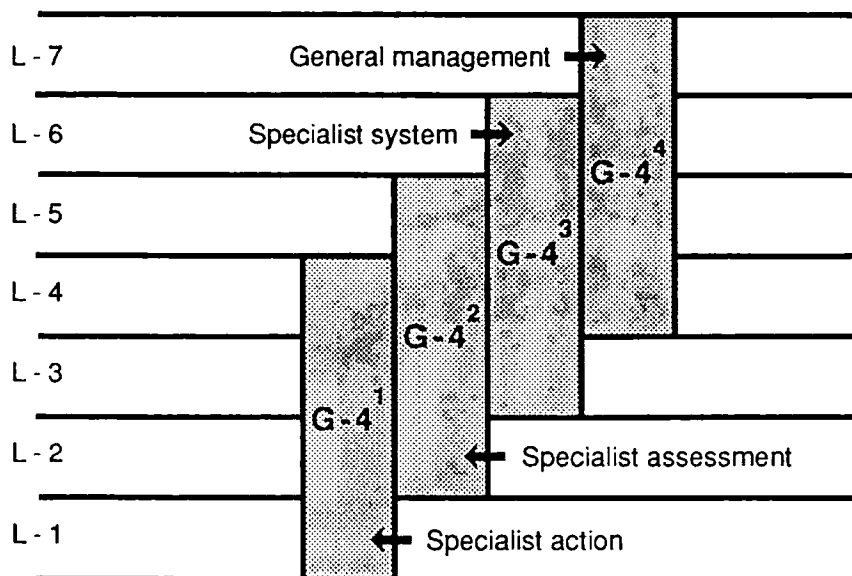 L - 7 General management
L - 6 Specialist system
G - 4⁴
L - 5
G - 4³
L - 4
G - 4²
L - 3
G - 4¹
L - 2 Specialist assessment
L - 1 Specialist action